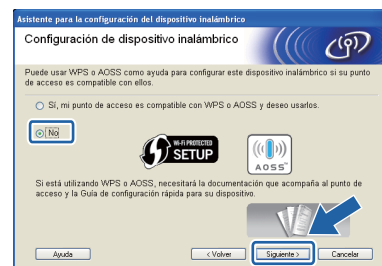 Asistente para la configuración del dispositivo inalámbrico
Configuración de dispositivo inalámbrico
Puede usar WPS o AOSS como ayuda para configurar este dispositivo inalámbrico si su punto
de acceso es compatible con ellos.
Sí, mi punto de acceso es compatible con WPS o AOSS y deseo usarlos.
No
WI-FI PROTECTED
SETUP
AOSS
Si está utilizando WPS o AOSS, necesitará la documentación que acompaña al punto de
acceso y la Guía de configuración rápida para su dispositivo.
Ayuda
< Volver
Siguiente >
Cancelar